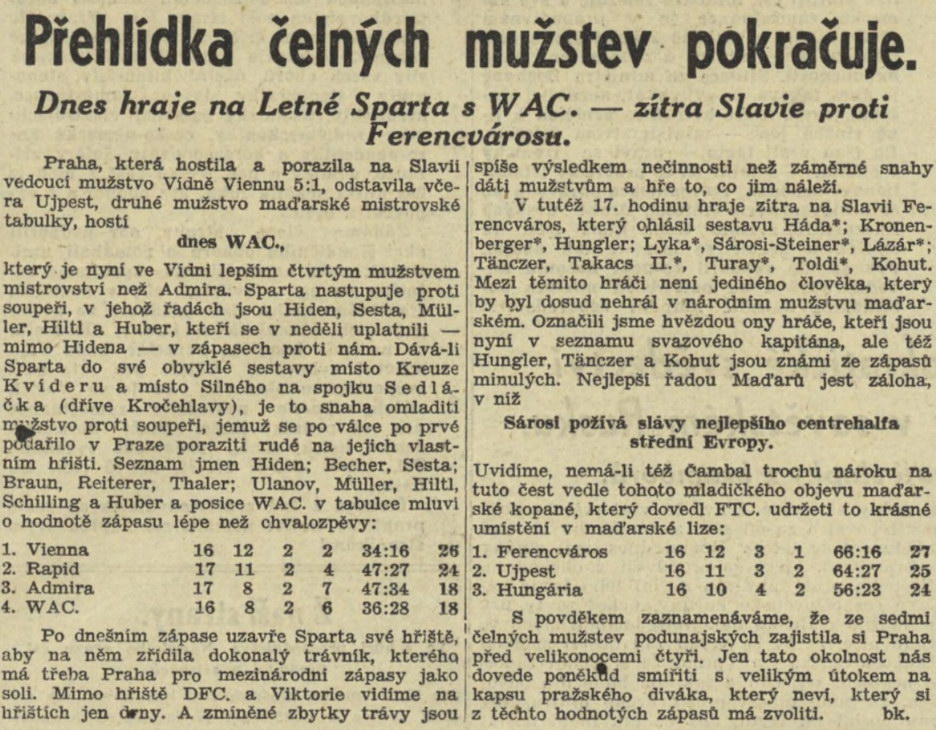 Přehlídka čelných mužstev pokračuje.
Dnes hraje na Letné Sparta s WAC. — zítra Slavie proti
Ferencvárosu.
Praha, která hostila a porazila na Slavii
vedoucí mužstvo Vídně Viennu 5:1, odstavila vče-
ra Ujpest, druhé mužstvo maďarské mistrovské
tabulky, hostí
dnes WAC.,
který je nyní ve Vídni lepším čtvrtým mužstvem
mistrovství než Admira. Sparta nastupuje proti
soupeři, v jehož řadách jsou Hiden, Sesta, Mül-
ler, Hiltl a Huber, kteří se v neděli uplatnili —
mimo Hidena — v zápasech proti nám. Dává-li
Sparta do své obvyklé sestavy místo Kreuze
Kvíderu a místo Silného na spojku Sedlá-
čka (dříve Kročehlavy), je to snaha omladiti
mužstvo proti soupeři, jemuž se po válce po prvé
podařilo v Praze poraziti rudé na jejich vlast-
ním hřišti. Seznam jmen Hiden; Becher, Sesta;
Braun, Reiterer, Thaler; Ulanov, Müller, Hiltl,
Schilling a Huber a posice WAC. v tabulce mluví
o hodnotě zápasu lépe než chvalozpěvy:
1. Vienna 16 12 2 2 34:16 26
2. Rapid 17 11 2 4 47:27 24
3. Admira 17 8 2 7 47:34 18
4. WAC. 16 8 2 6 36:28 18
Po dnešním zápase uzavře Sparta své hřiště,
aby na něm zřídila dokonalý trávník, kterého
má třeba Praha pro mezinárodní zápasy jako
soli. Mimo hřiště DFC. a Viktorie vidíme na
hřištích jen drny. A zmíněné zbytky trávy jsou
spíše výsledkem nečinnosti než záměrné snahy
dáti mužstvům a hře to, co jim náleží.
V tutéž 17. hodinu hraje zítra na Slavii Fe-
rencváros, který ohlásil sestavu Háda*; Kronen-
berger*, Hungler; Lyka*, Sárosi-Steiner*, Lázár*;
Tänczer, Takacs II.*, Turay*, Toldi*, Kohut.
Mezi těmito hráči není jediného člověka, který
by byl dosud nehrál v národním mužstvu maďar-
ském. Označili jsme hvězdou ony hráče, kteří jsou
nyní v seznamu svazového kapitána, ale též
Hungler, Tänczer a Kohut jsou známi ze zápasů
minulých. Nejlepší řadou Maďarů jest záloha,
v níž
Sárosi požívá slávy nejlepšího centrehalfa
střední Evropy.
Uvidíme, nemá-li též Čambal trochu nároku na
tuto čest vedle tohoto mladičkého objevu maďar-
ské kopané, který dovedl FTC. udržeti to krásné
umístění v maďarské lize:
1. Ferencváros 16 12 3 1 66:16 27
2. Ujpest 16 11 3 2 64:27 25
3. Hungária 16 10 4 2 56:23 24
S povděkem zaznamenáváme, že ze sedmi
čelných mužstev podunajských zajistila si Praha
před velikonocemi čtyři. Jen tato okolnost nás
dovede poněkud smířiti s velikým útokem na
kapsu pražského diváka, který neví, který si
z těchto hodnotých zápasů má zvoliti. bk.